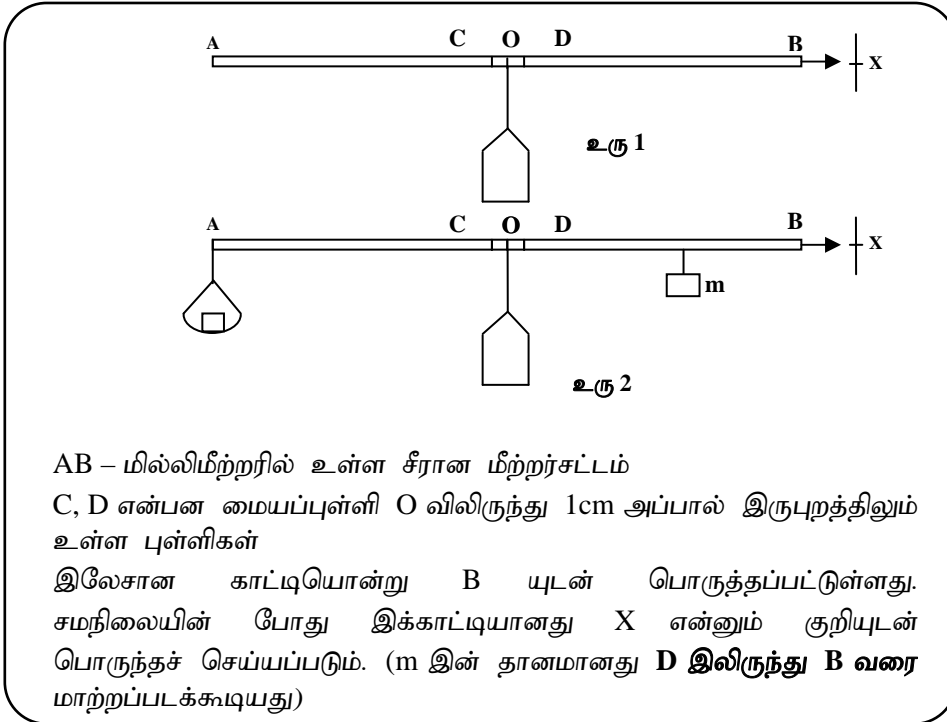 A C O D B
X
உரு 1
A C O D B
X
m
உரு 2
AB – மில்லிமீற்றரில் உள்ள சீரான மீற்றர்சட்டம்
C, D என்பன மையப்புள்ளி O விலிருந்து 1cm அப்பால் இருபுறத்திலும்
உள்ள புள்ளிகள்
இலேசான காட்டியொன்று B யுடன் பொருத்தப்பட்டுள்ளது.
சமநிலையின் போது இக்காட்டியானது X என்னும் குறியுடன்
பொருந்தச் செய்யப்படும். (m இன் தானமானது D இலிருந்து B வரை
மாற்றப்படக்கூடியது)